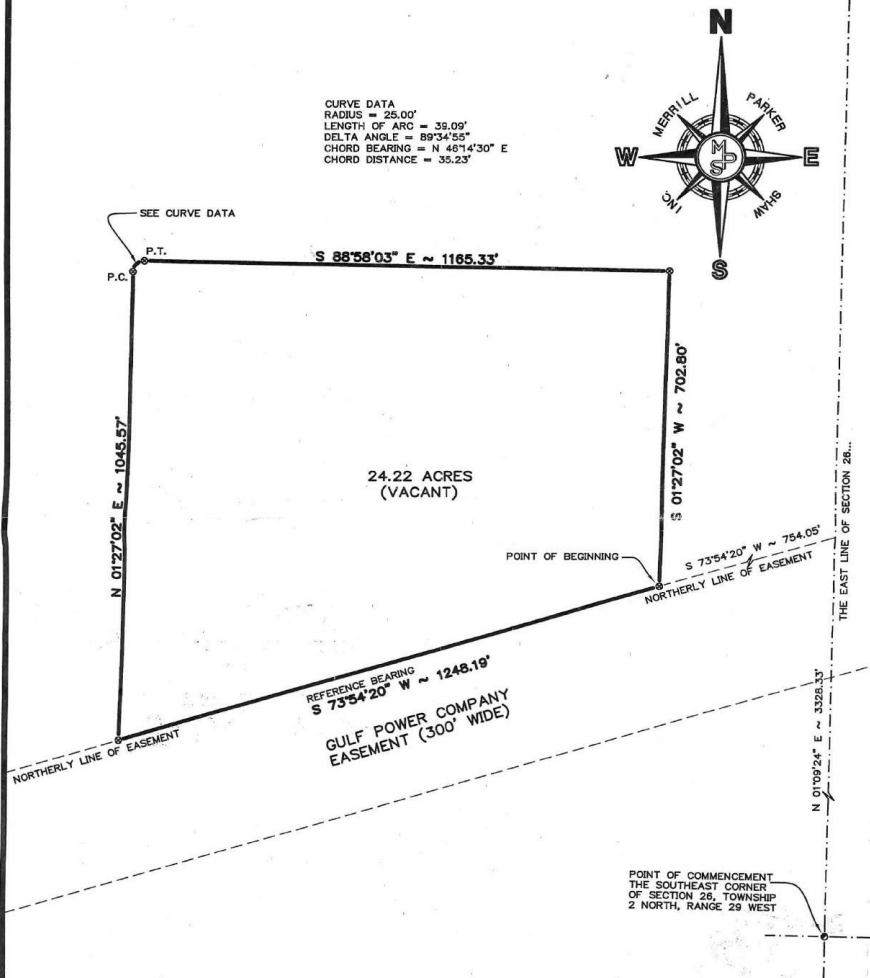 N
MERRILL
PARKER
W
MPS
E
INC.
SHAW
S
CURVE DATA
RADIUS = 25.00'
LENGTH OF ARC = 39.09'
DELTA ANGLE = 89°34'55"
CHORD BEARING = N 46°14'30" E
CHORD DISTANCE = 35.23'
SEE CURVE DATA
P.T.
P.C.
S 88°58'03" E ~ 1165.33'
N 01°27'02" E ~ 1045.57'
S 01°27'02" W ~ 702.80'
24.22 ACRES
(VACANT)
THE EAST LINE OF SECTION 26...
POINT OF BEGINNING
S 73°54'20" W ~ 754.05'
NORTHERLY LINE OF EASEMENT
REFERENCE BEARING
S 73°54'20" W ~ 1248.19'
GULF POWER COMPANY
EASEMENT (300' WIDE)
NORTHERLY LINE OF EASEMENT
N 01°09'24" E ~ 3328.33'
POINT OF COMMENCEMENT
THE SOUTHEAST CORNER
OF SECTION 26, TOWNSHIP
2 NORTH, RANGE 29 WEST